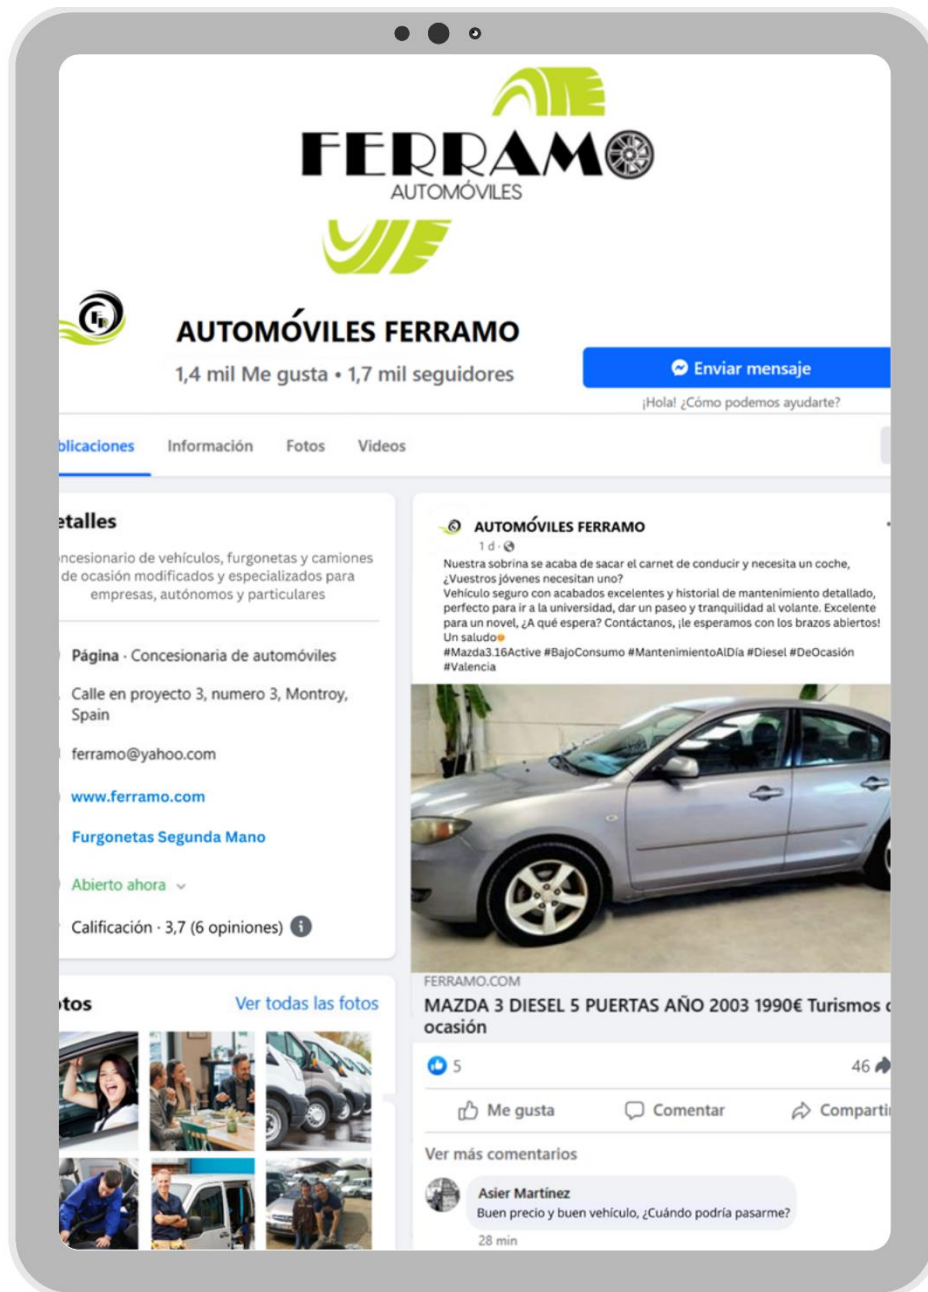 FERRAMO
AUTOMÓVILES
AUTOMÓVILES FERRAMO
1,4 mil Me gusta • 1,7 mil seguidores
Enviar mensaje
¡Hola! ¿Cómo podemos ayudarte?
blicaciones Información Fotos Videos
etalles
ncesionario de vehículos, furgonetas y camiones
de ocasión modificados y especializados para
empresas, autónomos y particulares
Página · Concesionaria de automóviles
Calle en proyecto 3, numero 3, Montroy,
Spain
ferramo@yahoo.com
www.ferramo.com
Furgonetas Segunda Mano
Abierto ahora
Calificación · 3,7 (6 opiniones)
otos
Ver todas las fotos
AUTOMÓVILES FERRAMO
1 d ·
Nuestra sobrina se acaba de sacar el carnet de conducir y necesita un coche,
¿Vuestros jóvenes necesitan uno?
Vehículo seguro con acabados excelentes y historial de mantenimiento detallado,
perfecto para ir a la universidad, dar un paseo y tranquilidad al volante. Excelente
para un novel, ¿A qué espera? Contáctanos, ¡le esperamos con los brazos abiertos!
Un saludo
#Mazda3.16Active #BajoConsumo #MantenimientoAlDía #Diesel #DeOcasión
#Valencia
FERRAMO.COM
MAZDA 3 DIESEL 5 PUERTAS AÑO 2003 1990€ Turismos d
ocasión
5
46
Me gusta
Comentar
Comparti
Ver más comentarios
Asier Martínez
Buen precio y buen vehículo, ¿Cuándo podría pasarme?
28 min